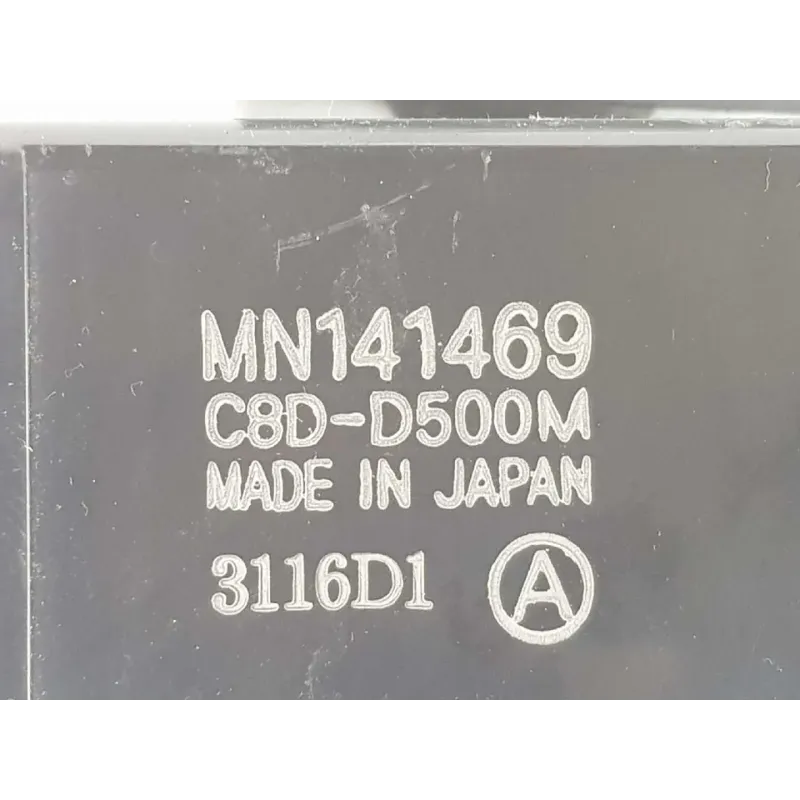 MN141469
C8D-D500M
MADE IN JAPAN
3116D1 A